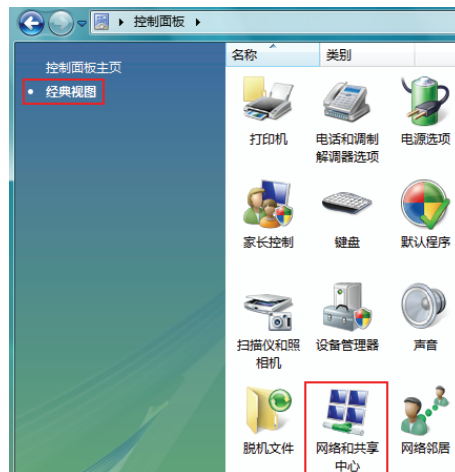 控制面板
控制面板主页
• 经典视图
名称 类别
打印机 电话和调制解调器选项 电源选项
家长控制 键盘 默认程序
扫描仪和照相机 设备管理器 声音
脱机文件 网络和共享中心 网络邻居